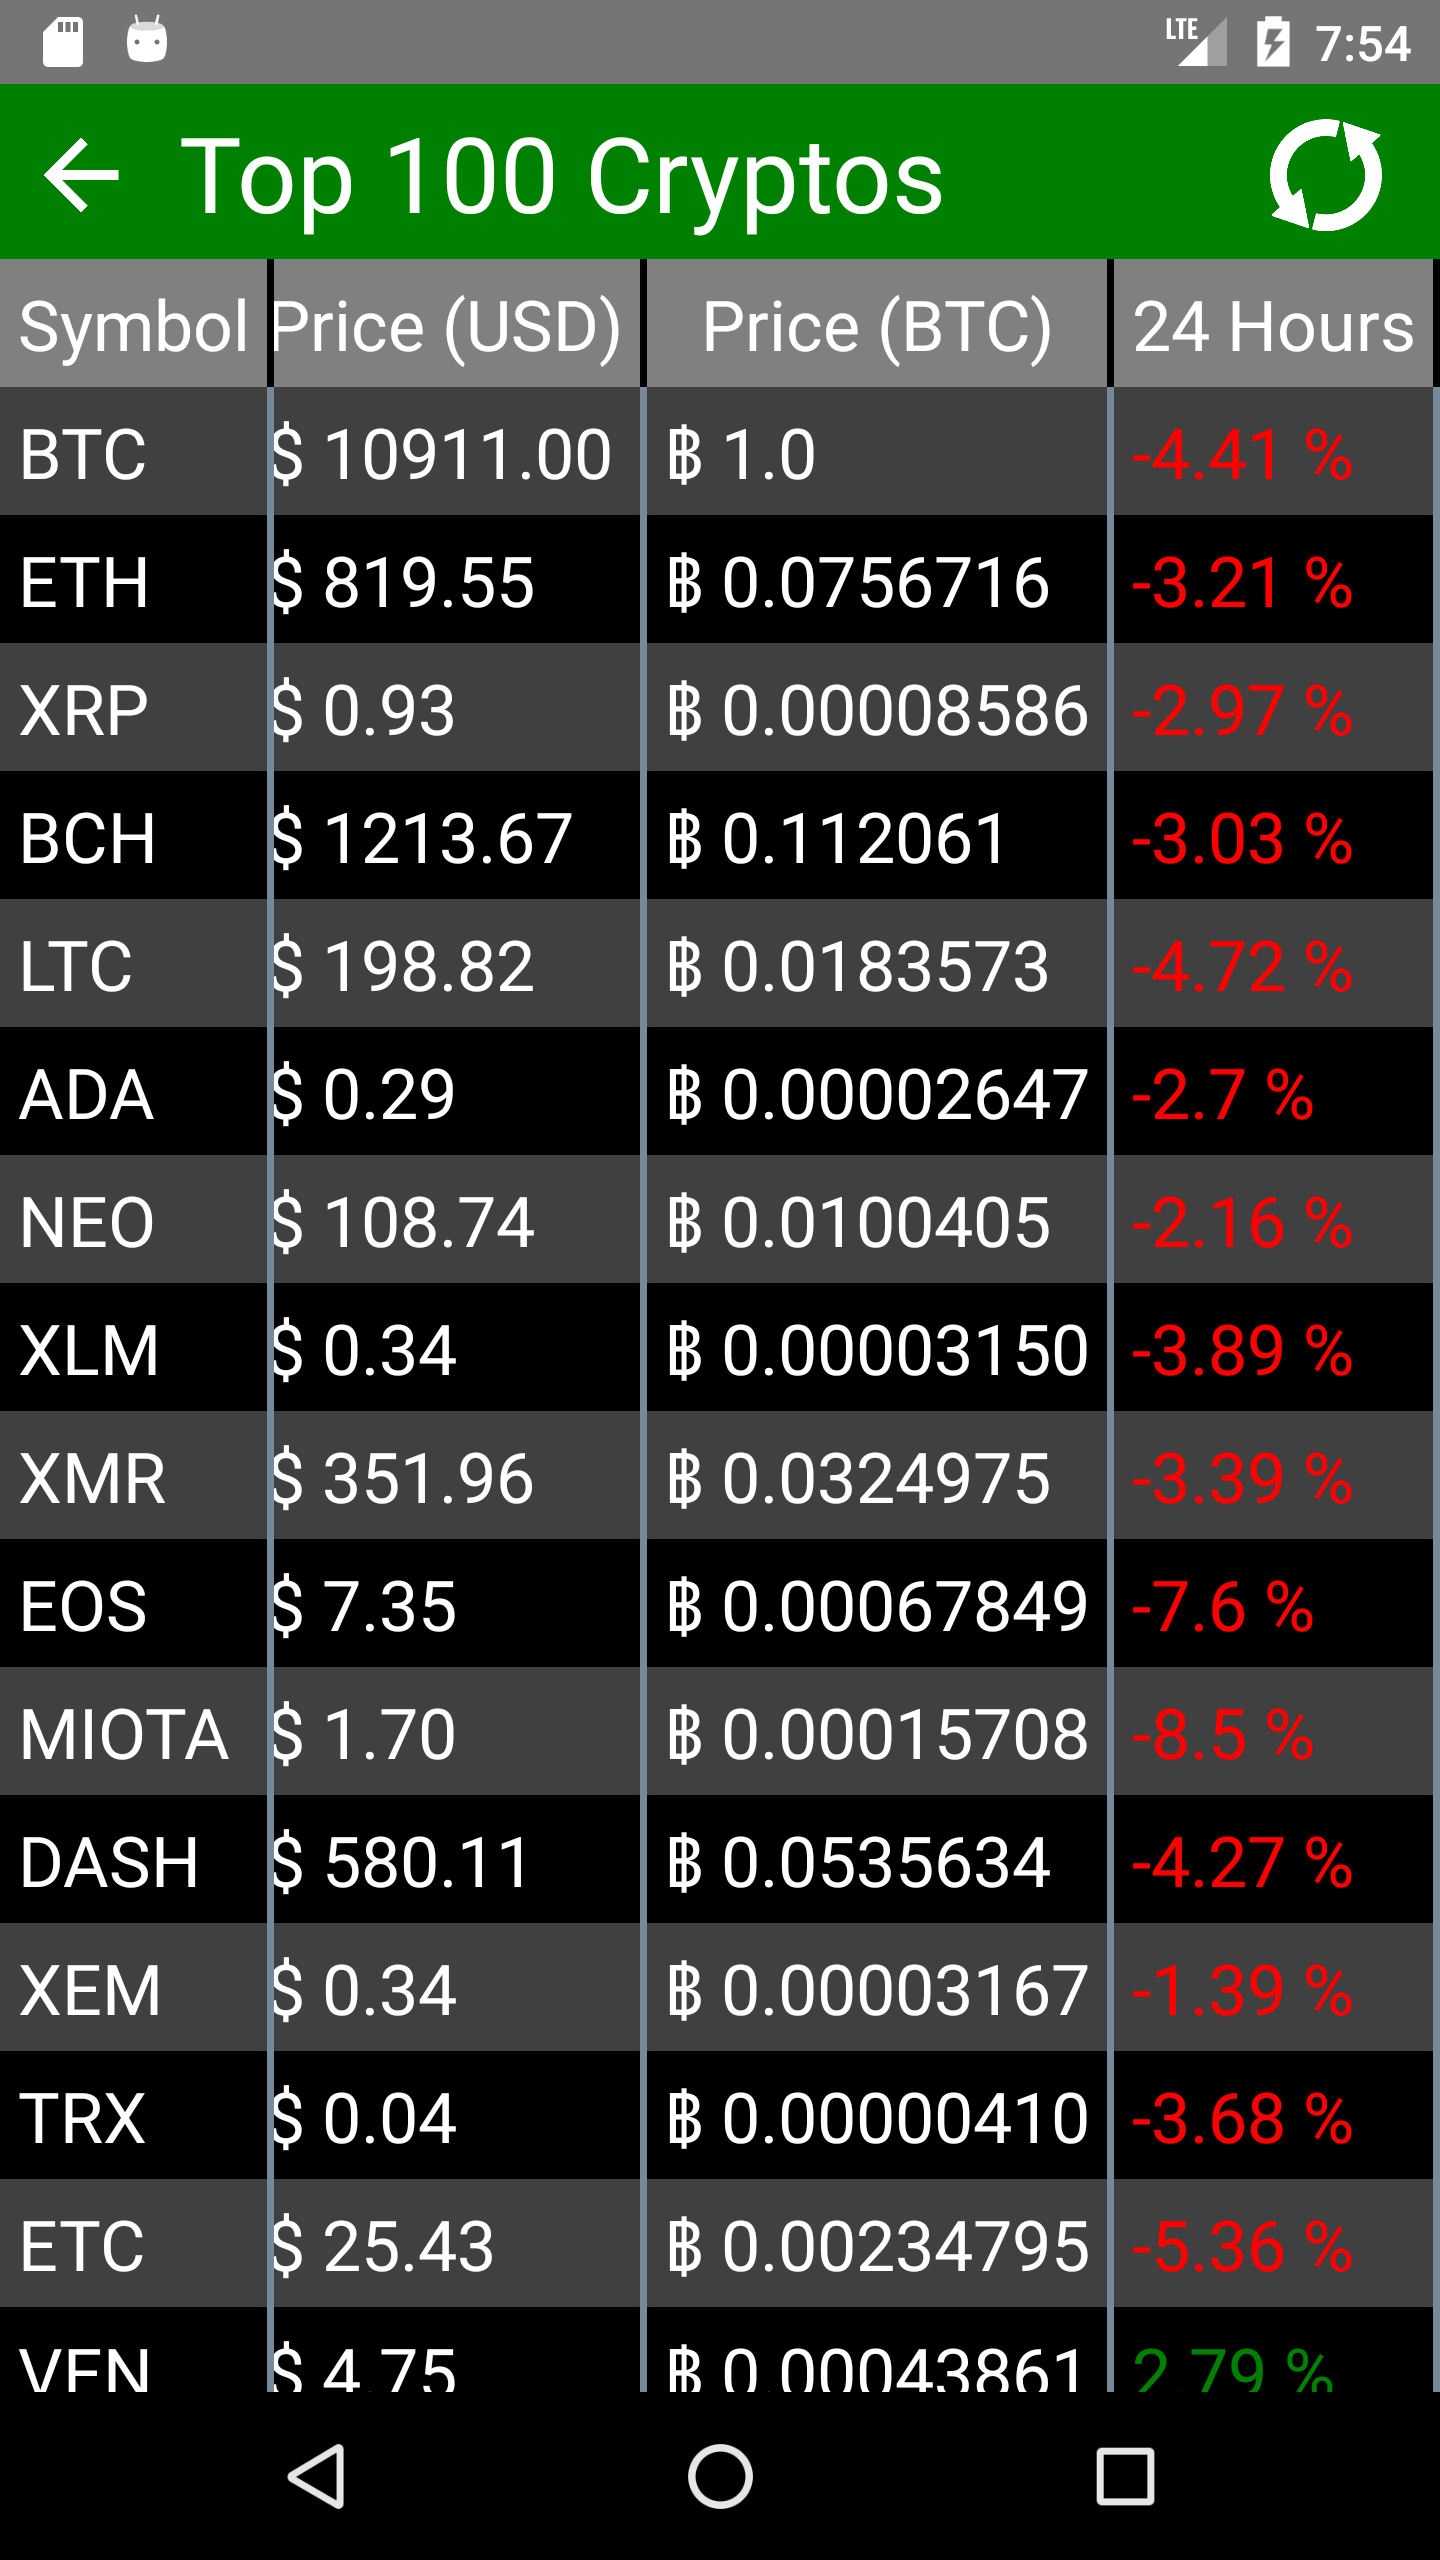 LTE 7:54
Top 100 Cryptos
Symbol Price (USD) Price (BTC) 24 Hours
BTC $ 10911.00 ฿ 1.0 -4.41 %
ETH $ 819.55 ฿ 0.0756716 -3.21 %
XRP $ 0.93 ฿ 0.00008586 -2.97 %
BCH $ 1213.67 ฿ 0.112061 -3.03 %
LTC $ 198.82 ฿ 0.0183573 -4.72 %
ADA $ 0.29 ฿ 0.00002647 -2.7 %
NEO $ 108.74 ฿ 0.0100405 -2.16 %
XLM $ 0.34 ฿ 0.00003150 -3.89 %
XMR $ 351.96 ฿ 0.0324975 -3.39 %
EOS $ 7.35 ฿ 0.00067849 -7.6 %
MIOTA $ 1.70 ฿ 0.00015708 -8.5 %
DASH $ 580.11 ฿ 0.0535634 -4.27 %
XEM $ 0.34 ฿ 0.00003167 -1.39 %
TRX $ 0.04 ฿ 0.00000410 -3.68 %
ETC $ 25.43 ฿ 0.00234795 -5.36 %
VEN $ 4.75 ฿ 0.00043861 2.79 %